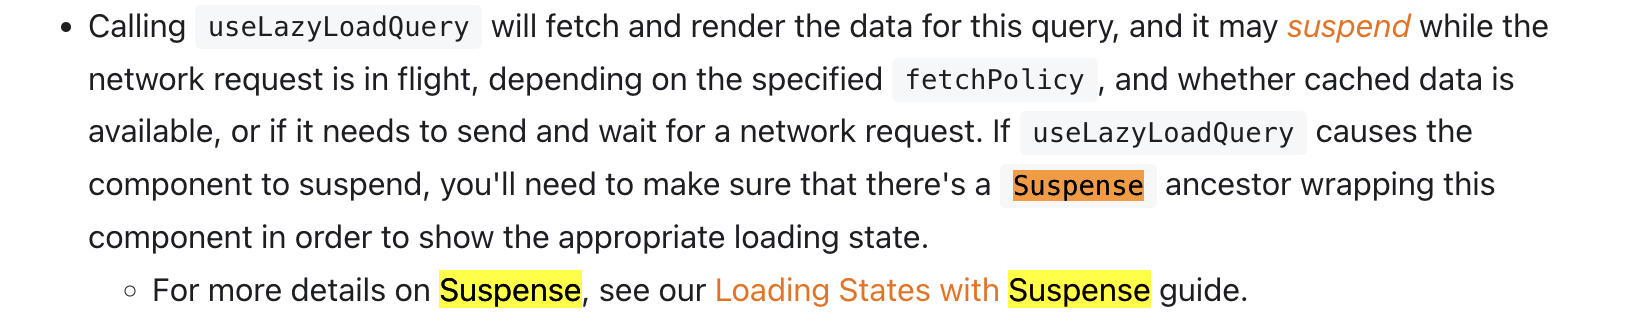 • Calling useLazyLoadQuery will fetch and render the data for this query, and it may suspend while the
network request is in flight, depending on the specified fetchPolicy, and whether cached data is
available, or if it needs to send and wait for a network request. If useLazyLoadQuery causes the
component to suspend, you'll need to make sure that there's a Suspense ancestor wrapping this
component in order to show the appropriate loading state.
◦ For more details on Suspense, see our Loading States with Suspense guide.